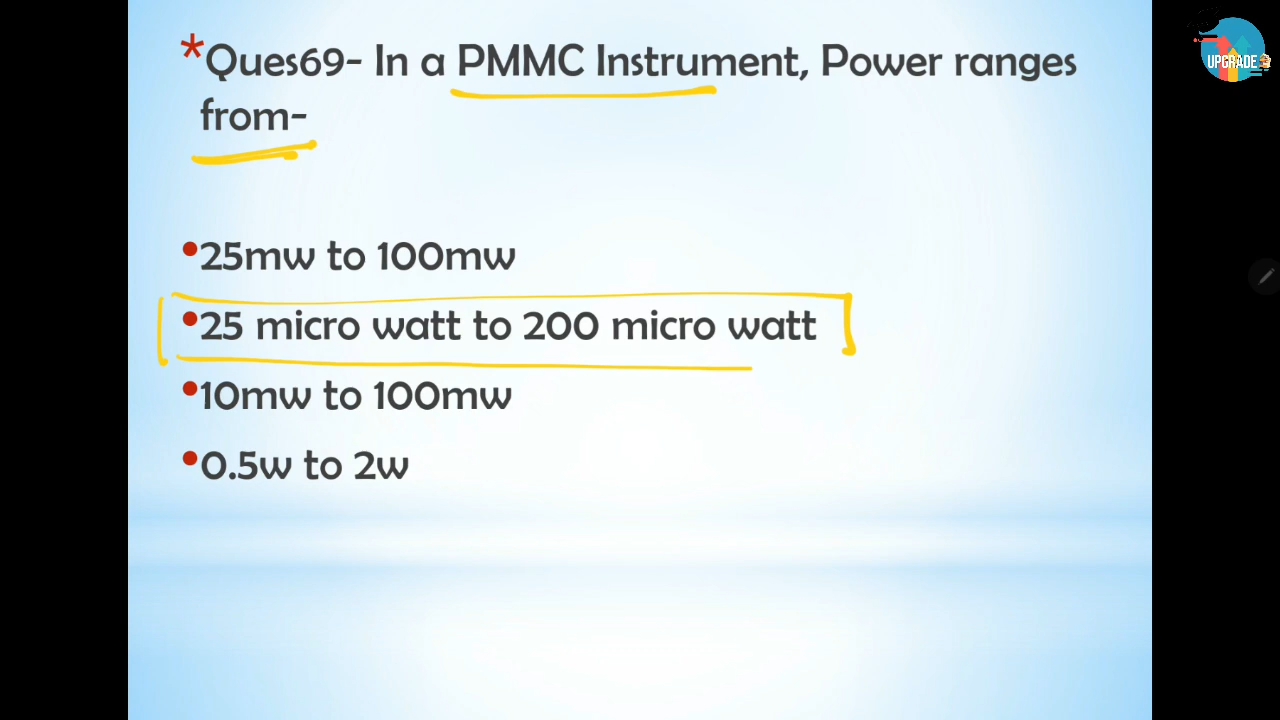 *Ques69- In a PMMC Instrument, Power ranges
from-
•25mw to 100mw
•25 micro watt to 200 micro watt
•10mw to 100mw
•0.5w to 2w
UPGRADE